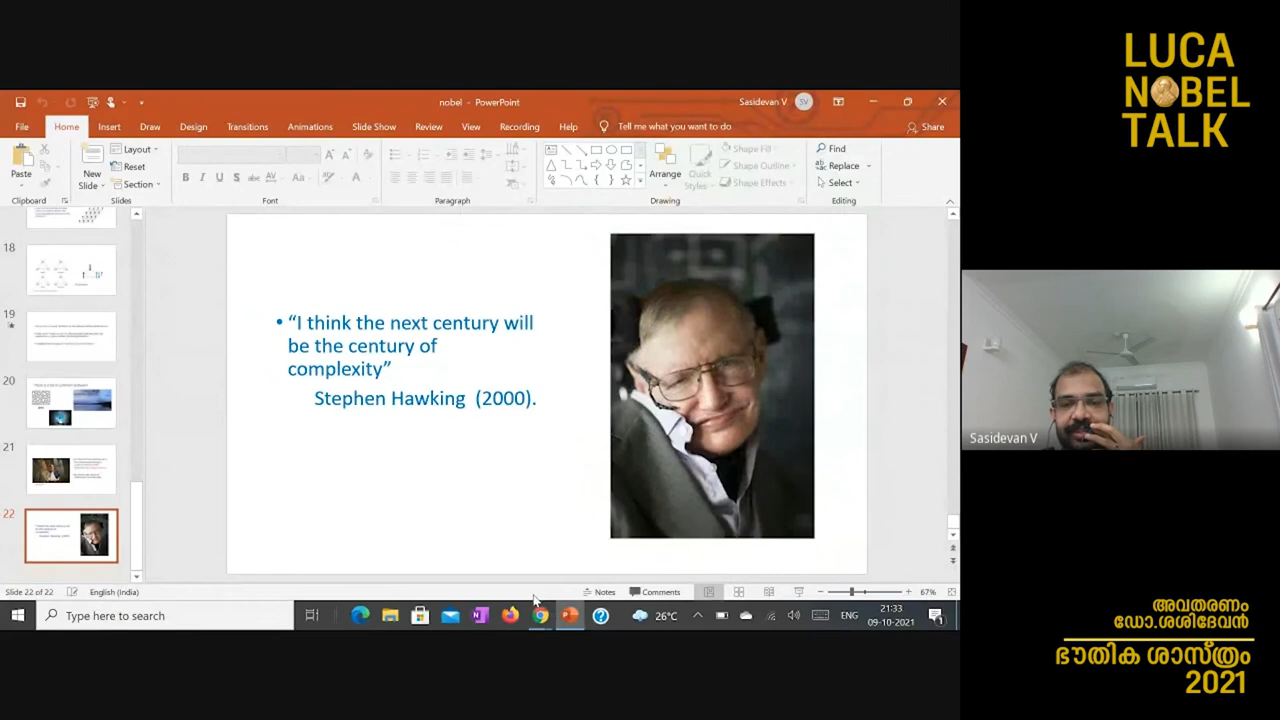 nobel - PowerPoint
Sasidevan V
SV
File Home Insert Draw Design Transitions Animations Slide Show Review View Recording Help Tell me what you want to do Share
Paste
Clipboard
New Slide
Layout
Reset
Section
Slides
Font
Paragraph
Arrange
Quick Styles
Shape Fill
Shape Outline
Shape Effects
Drawing
Find
Replace
Select
Editing
18
19
20
21
22
• “I think the next century will
be the century of
complexity”
Stephen Hawking (2000).
Slide 22 of 22 English (India) Notes Comments 67%
Type here to search
26°C ENG
21:33
09-10-2021
1
LUCA
NOBEL
TALK
Sasidevan V
അവതരണം
ഡോ.ശശിദേവൻ
ഭൗതിക ശാസ്ത്രം
2021